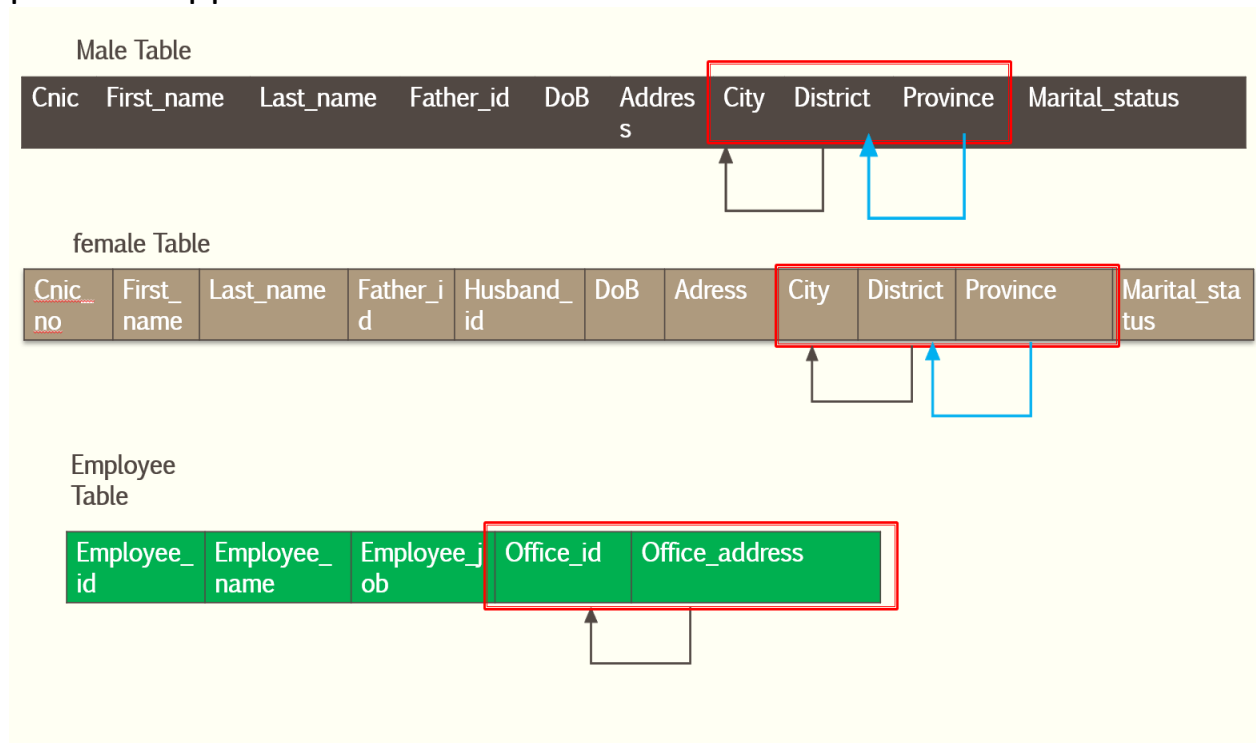 Male Table
Cnic First_name Last_name Father_id DoB Addres City District Province Marital_status
s
female Table
Cnic_ First_ Last_name Father_i Husband_ DoB Adress City District Province Marital_sta
no name d id tus
Employee
Table
Employee_ Employee_ Employee_j Office_id Office_address
id name ob